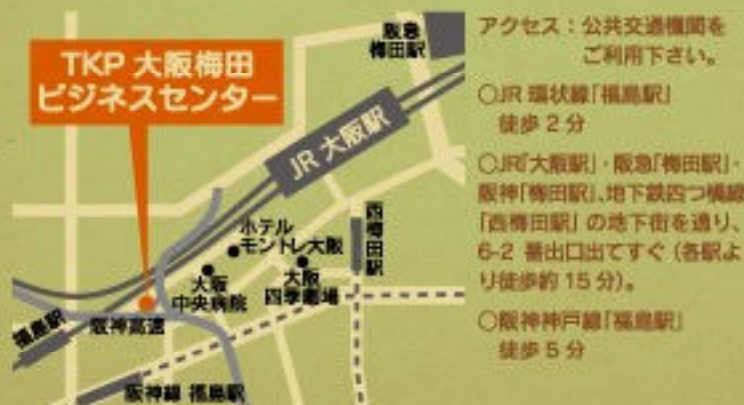 TKP 大阪梅田
ビジネスセンター
阪急
梅田駅
JR 大阪駅
ホテル
モントレ大阪
大阪
中央病院
大阪
四季劇場
西梅田駅
福島駅
阪神高速
阪神線 福島駅
アクセス：公共交通機関を
ご利用下さい。
○JR 環状線「福島駅」
徒歩 2 分
○JR「大阪駅」・阪急「梅田駅」・
阪神「梅田駅」、地下鉄四つ橋線
「西梅田駅」の地下街を通り、
6-2 番出口出てすぐ（各駅よ
り徒歩約 15 分）。
○阪神神戸線「福島駅」
徒歩 5 分